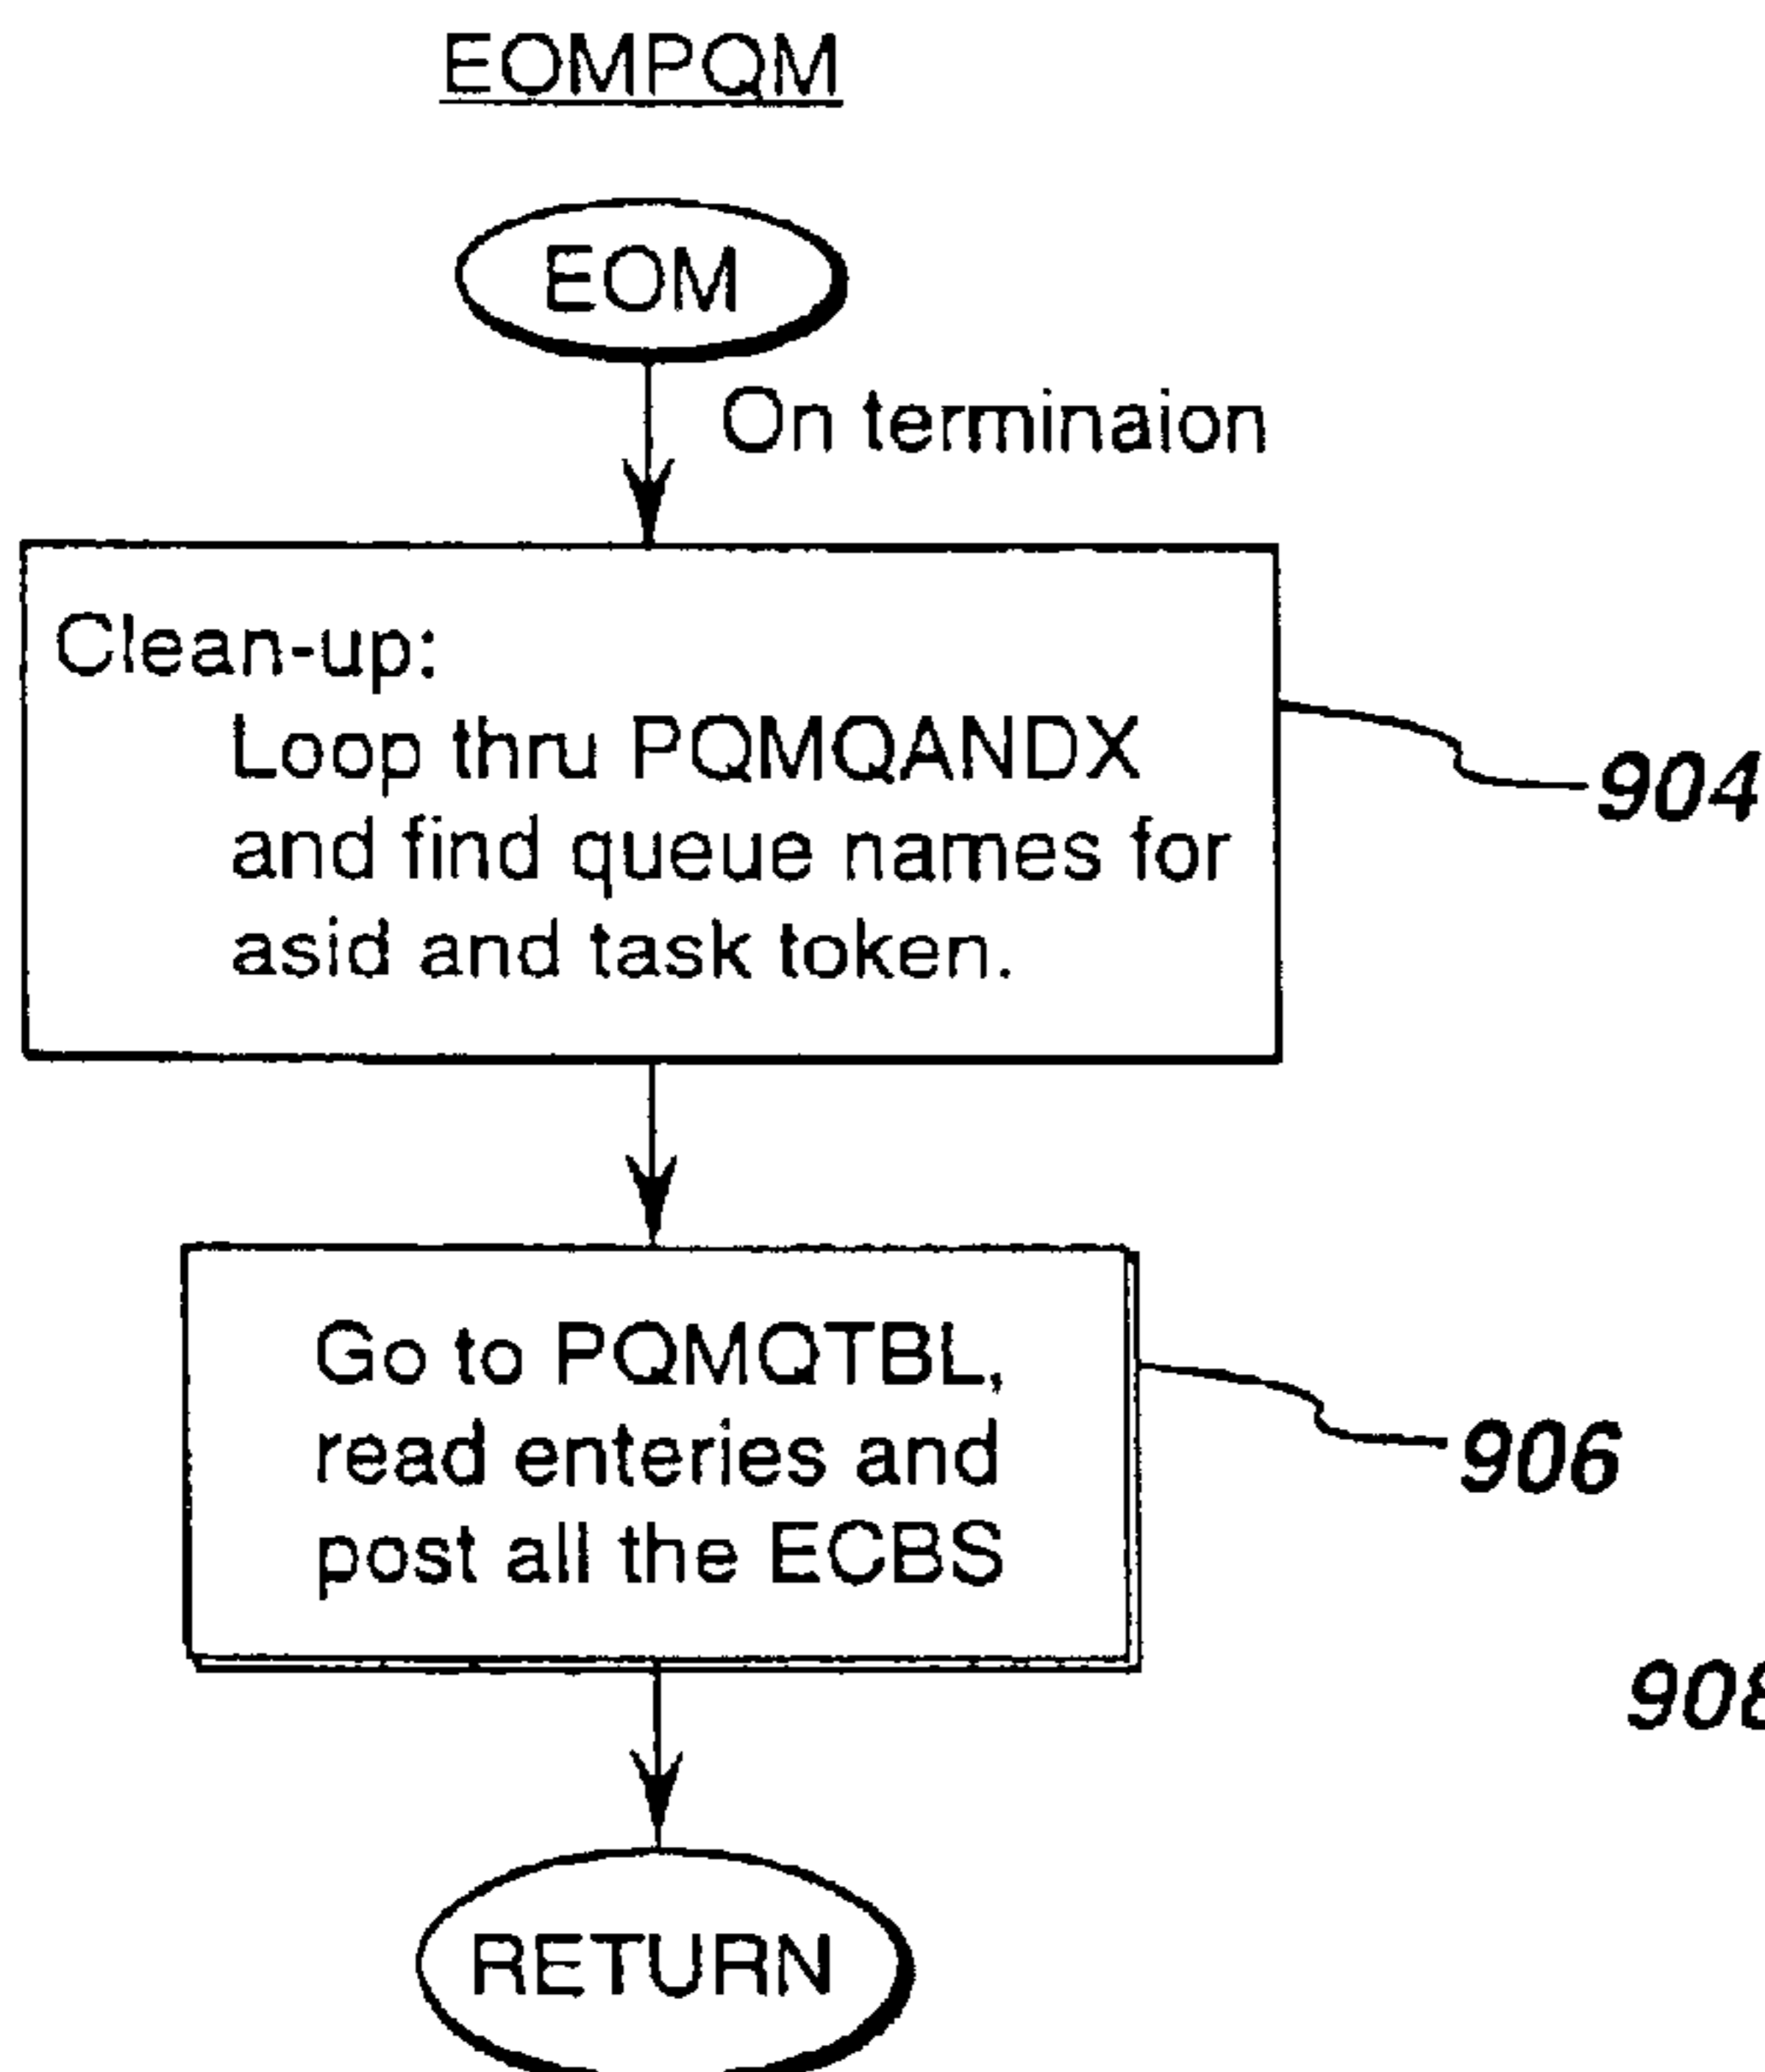 EOMPQM
EOM
On terminaion
Clean-up:
Loop thru PQMQANDX
and find queue names for
asid and task token.
904
Go to PQMQTBL,
read enteries and
post all the ECBS
906
908
RETURN